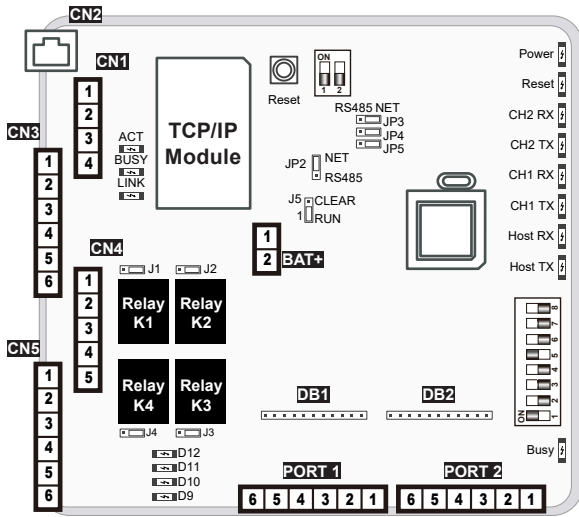 CN2
CN1
1
2
3
4
CN3
1
2
3
4
5
6
ACT
BUSY
LINK
TCP/IP
Module
Reset
ON
1 2
RS485 NET
JP3
JP4
JP5
JP2 NET
RS485
J5 CLEAR
1 RUN
1
2 BAT+
Power
Reset
CH2 RX
CH2 TX
CH1 RX
CH1 TX
Host RX
Host TX
CN4
1
2
3
4
5
J1 J2
Relay
K1
Relay
K2
Relay
K4
Relay
K3
J4 J3
CN5
1
2
3
4
5
6
D12
D11
D10
D9
DB1 DB2
8
7
6
5
4
3
2
1
ON
Busy
PORT 1
6 5 4 3 2 1
PORT 2
6 5 4 3 2 1